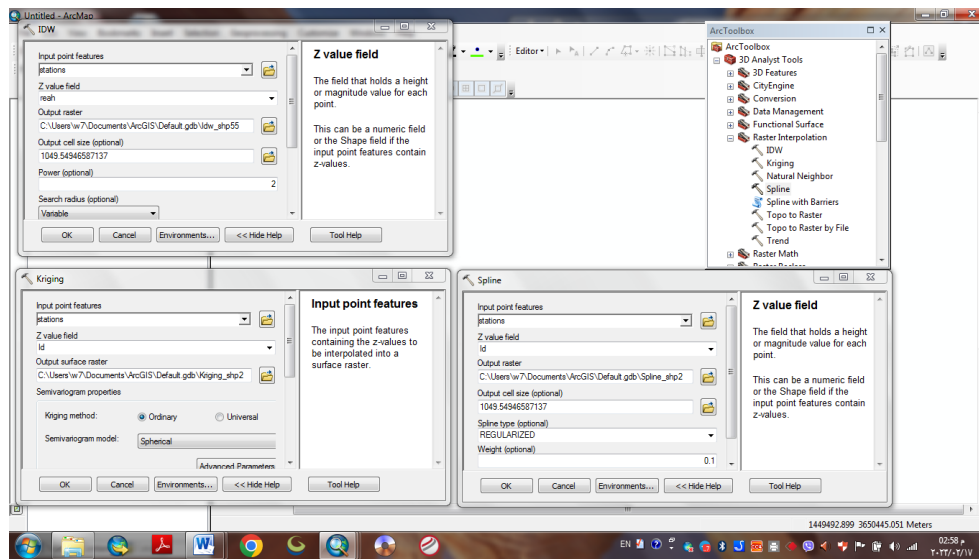 Untitled - ArcMap
IDW
Input point features
stations
Z value field
reah
Output raster
C:\Users\w7\Documents\ArcGIS\Default.gdb\Idw_shp55
Output cell size (optional)
1049.54946587137
Power (optional)
2
Search radius (optional)
Variable
OK
Cancel
Environments...
<< Hide Help
Tool Help
Z value field
The field that holds a height
or magnitude value for each
point.
This can be a numeric field
or the Shape field if the
input point features contain
z-values.
Editor
ArcToolbox
ArcToolbox
3D Analyst Tools
3D Features
CityEngine
Conversion
Data Management
Functional Surface
Raster Interpolation
IDW
Kriging
Natural Neighbor
Spline
Spline with Barriers
Topo to Raster
Topo to Raster by File
Trend
Raster Math
Kriging
Input point features
stations
Z value field
Id
Output surface raster
C:\Users\w7\Documents\ArcGIS\Default.gdb\Kriging_shp2
Semivariogram properties
Kriging method:
Ordinary
Universal
Semivariogram model:
Spherical
Advanced Parameters
OK
Cancel
Environments...
<< Hide Help
Tool Help
Input point features
The input point features
containing the z-values to
be interpolated into a
surface raster.
Spline
Input point features
stations
Z value field
Id
Output raster
C:\Users\w7\Documents\ArcGIS\Default.gdb\Spline_shp2
Output cell size (optional)
1049.54946587137
Spline type (optional)
REGULARIZED
Weight (optional)
0.1
OK
Cancel
Environments...
<< Hide Help
Tool Help
Z value field
The field that holds a height
or magnitude value for each
point.
This can be a numeric field
or the Shape field if the
input point features contain
z-values.
1449492.899 3650445.051 Meters
EN
02:58 م
٢٠٢٣/٠٢/١٧